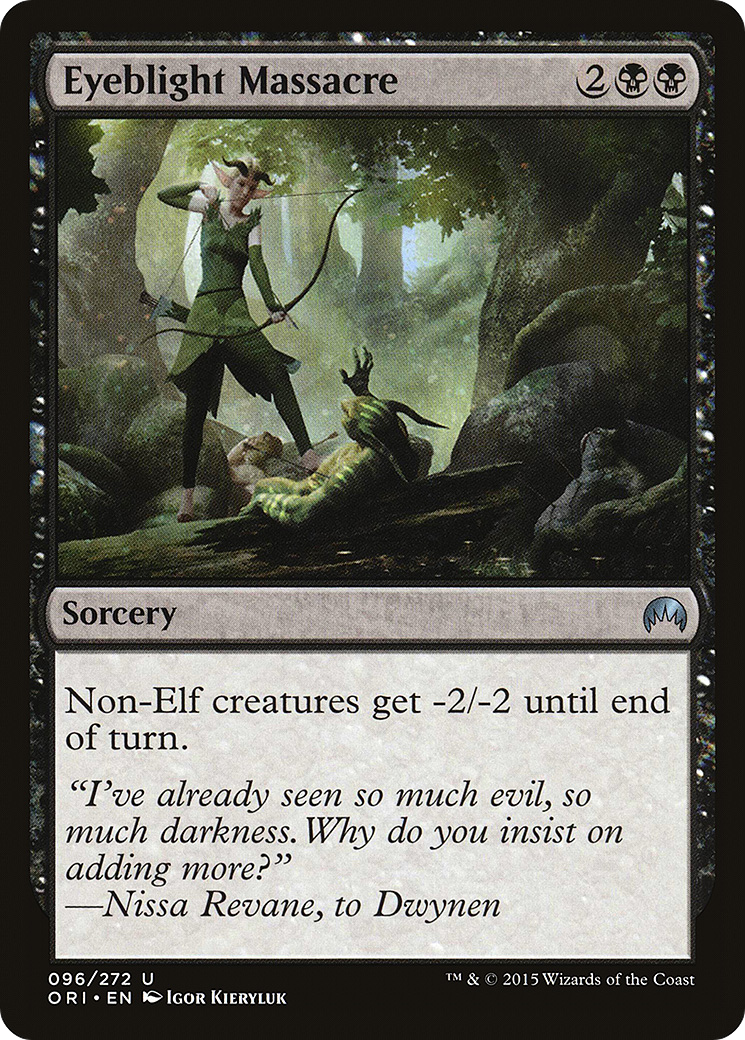 Eyeblight Massacre 2
Sorcery
Non-Elf creatures get -2/-2 until end
of turn.
“I’ve already seen so much evil, so
much darkness. Why do you insist on
adding more?”
—Nissa Revane, to Dwynen
096/272 U
ORI • EN Igor Kieryluk
™ & © 2015 Wizards of the Coast